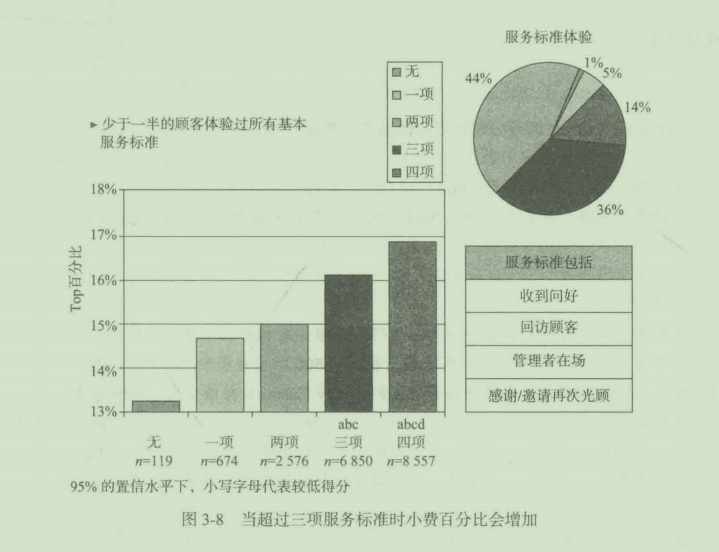 服务标准体验
44%
1%
5%
14%
36%
无
一项
两项
三项
四项
►少于一半的顾客体验过所有基本
服务标准
Top百分比
18%
17%
16%
15%
14%
13%
abc abcd
无 一项 两项 三项 四项
n=119 n=674 n=2 576 n=6 850 n=8 557
服务标准包括
收到问好
回访顾客
管理者在场
感谢/邀请再次光顾
95% 的置信水平下，小写字母代表较低得分
图 3-8 当超过三项服务标准时小费百分比会增加